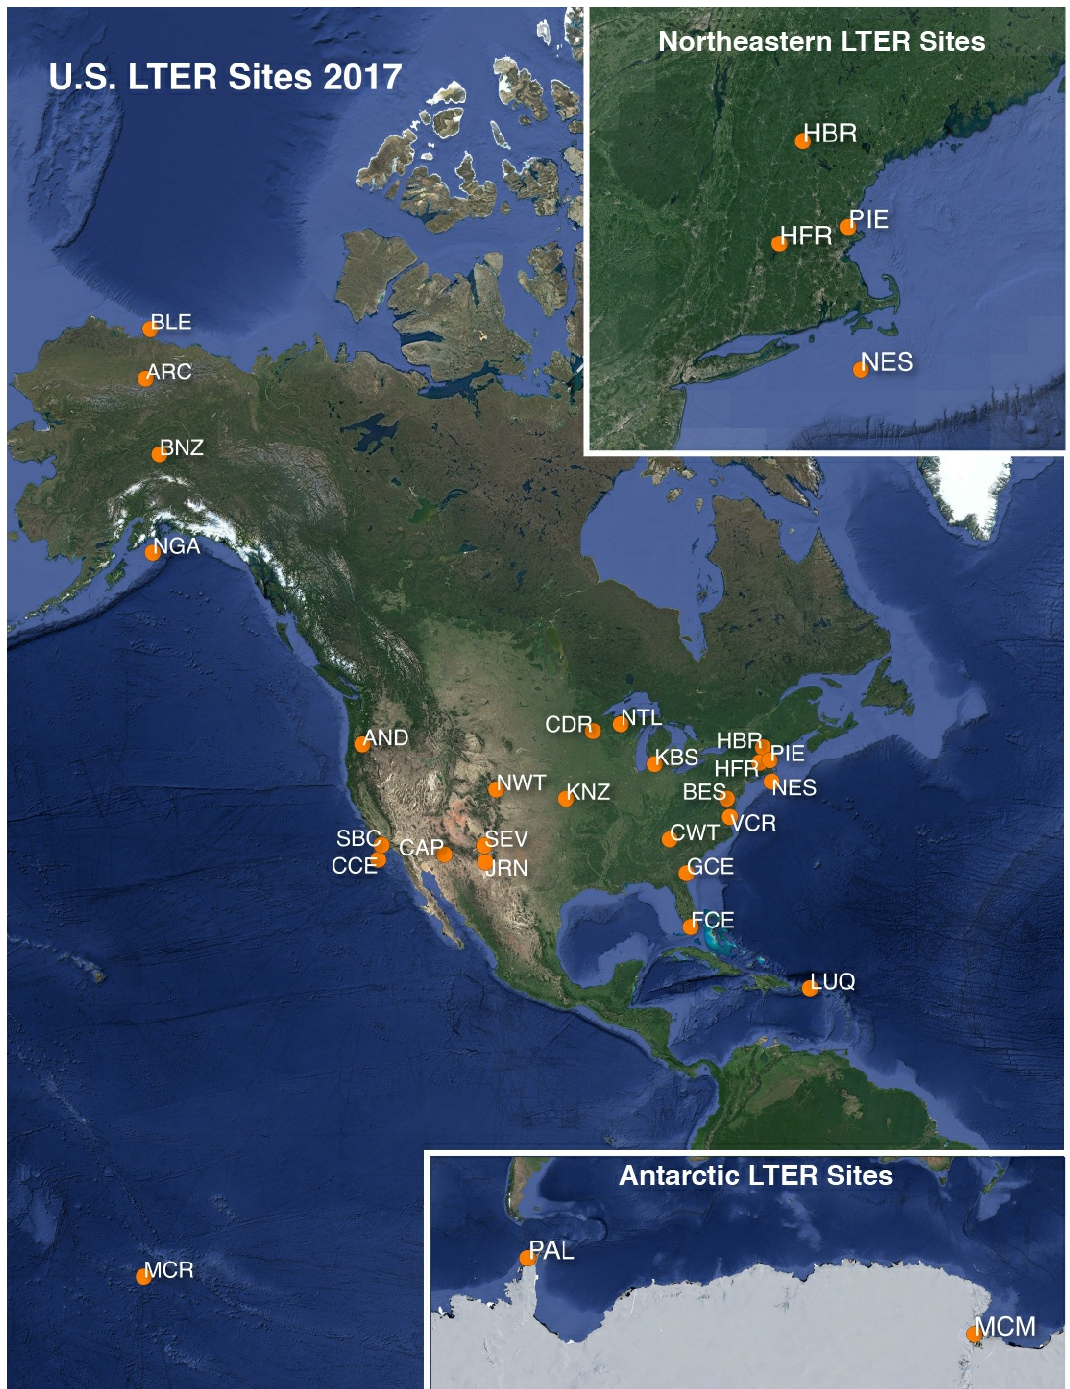 U.S. LTER Sites 2017
Northeastern LTER Sites
HBR
PIE
HFR
NES
BLE
ARC
BNZ
NGA
CDR
NTL
AND
KBS
HBR
PIE
HFR
NWT
KNZ
BES
NES
VCR
SBC
CAP
SEV
CWT
CCE
JRN
GCE
FCE
LUQ
MCR
Antarctic LTER Sites
PAL
MCM